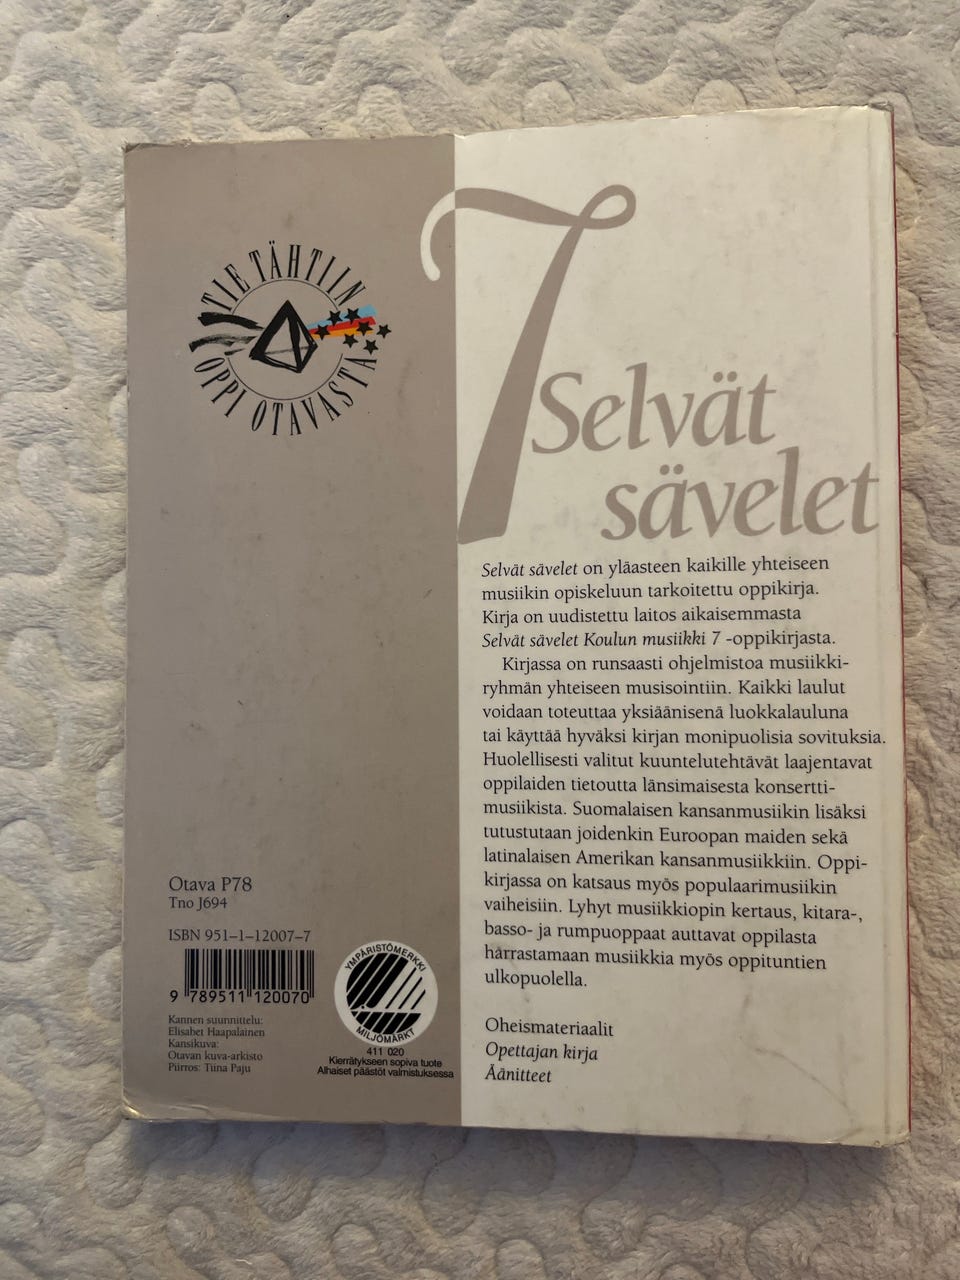 TIE TÄHTIIN
OPPI OTAVASTA
7
Selvät
sävelet
Selvät sävelet on yläasteen kaikille yhteiseen
musiikin opiskeluun tarkoitettu oppikirja.
Kirja on uudistettu laitos aikaisemmasta
Selvät sävelet Koulun musiikki 7 -oppikirjasta.
Kirjassa on runsaasti ohjelmistoa musiikki-
ryhmän yhteiseen musisointiin. Kaikki laulut
voidaan toteuttaa yksiäänisenä luokkalauluna
tai käyttää hyväksi kirjan monipuolisia sovituksia.
Huolellisesti valitut kuuntelutehtävät laajentavat
oppilaiden tietoutta länsimaisesta konsertti-
musiikista. Suomalaisen kansanmusiikin lisäksi
tutustutaan joidenkin Euroopan maiden sekä
latinalaisen Amerikan kansanmusiikkiin. Oppi-
kirjassa on katsaus myös populaarimusiikin
vaiheisiin. Lyhyt musiikkiopin kertaus, kitara-,
basso- ja rumpuoppaat auttavat oppilasta
harrastamaan musiikkia myös oppituntien
ulkopuolella.
Oheismateriaalit
Opettajan kirja
Äänitteet
Otava P78
Tno J694
ISBN 951-1-12007-7
9 789511 120070
Kannen suunnittelu:
Elisabet Haapalainen
Kansikuva:
Otavan kuva-arkisto
Piirros: Tiina Paju
YMPÄRISTÖMERKKI
MILJÖMÄRKT
411 020
Kierrätykseen sopiva tuote
Alhaiset päästöt valmistuksessa